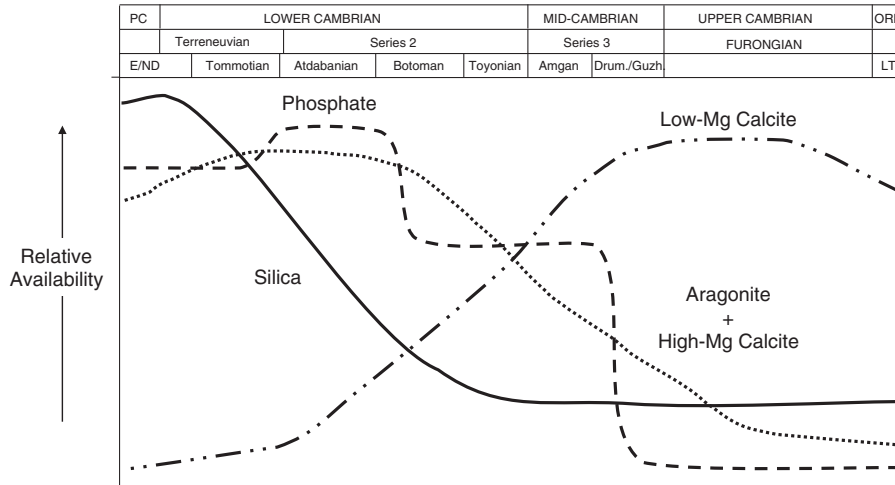 PC LOWER CAMBRIAN MID-CAMBRIAN UPPER CAMBRIAN ORD
Terreneuvian Series 2 Series 3 FURONGIAN
E/ND Tommotian Atdabanian Botoman Toyonian Amgan Drum./Guzh. LT
Phosphate
Low-Mg Calcite
Relative
Availability
Silica
Aragonite
+
High-Mg Calcite